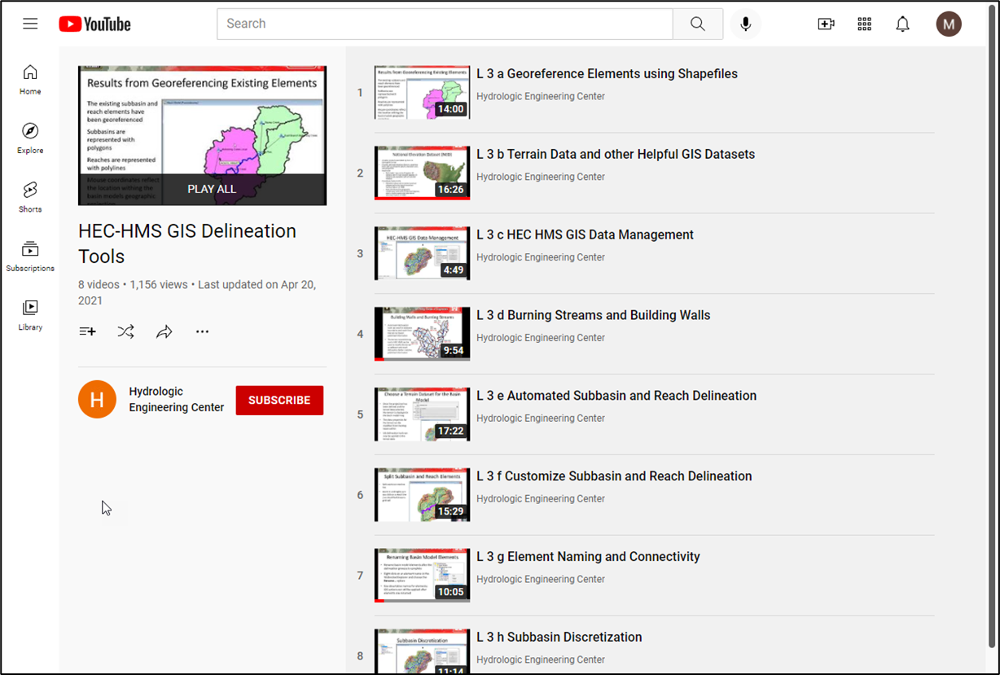 YouTube
Search
M
Home
Explore
Shorts
Subscriptions
Library
Results from Georeferencing Existing Elements
The existing subbasin and
reach elements have
been georeferenced
Subbasins are
represented with
polygons
Reaches are represented
with polylines
Mouse coordinates reflect
the location withing the
basin models geographic
PLAY ALL
HEC-HMS GIS Delineation
Tools
8 videos • 1,156 views • Last updated on Apr 20,
2021
H
Hydrologic
Engineering Center
SUBSCRIBE
1
Results from Georeferencing Existing Elements
14:00
L 3 a Georeference Elements using Shapefiles
Hydrologic Engineering Center
2
National Elevation Dataset (NED)
16:26
L 3 b Terrain Data and other Helpful GIS Datasets
Hydrologic Engineering Center
3
HEC-HMS GIS Data Management
4:49
L 3 c HEC HMS GIS Data Management
Hydrologic Engineering Center
4
Building Walls and Burning Streams
9:54
L 3 d Burning Streams and Building Walls
Hydrologic Engineering Center
5
Choose a Terrain Dataset for the Basin
Model
17:22
L 3 e Automated Subbasin and Reach Delineation
Hydrologic Engineering Center
6
Split Subbasin and Reach Elements
15:29
L 3 f Customize Subbasin and Reach Delineation
Hydrologic Engineering Center
7
Renaming Basin Model Elements
10:05
L 3 g Element Naming and Connectivity
Hydrologic Engineering Center
8
Subbasin Discretization
11:14
L 3 h Subbasin Discretization
Hydrologic Engineering Center